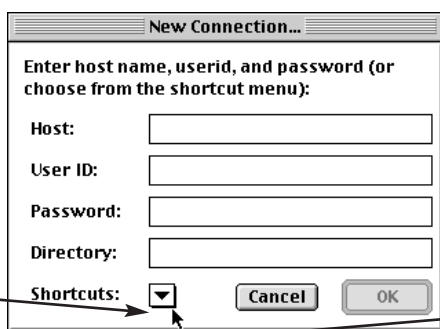 New Connection...
Enter host name, userid, and password (or
choose from the shortcut menu):
Host:
User ID:
Password:
Directory:
Shortcuts:
Cancel OK